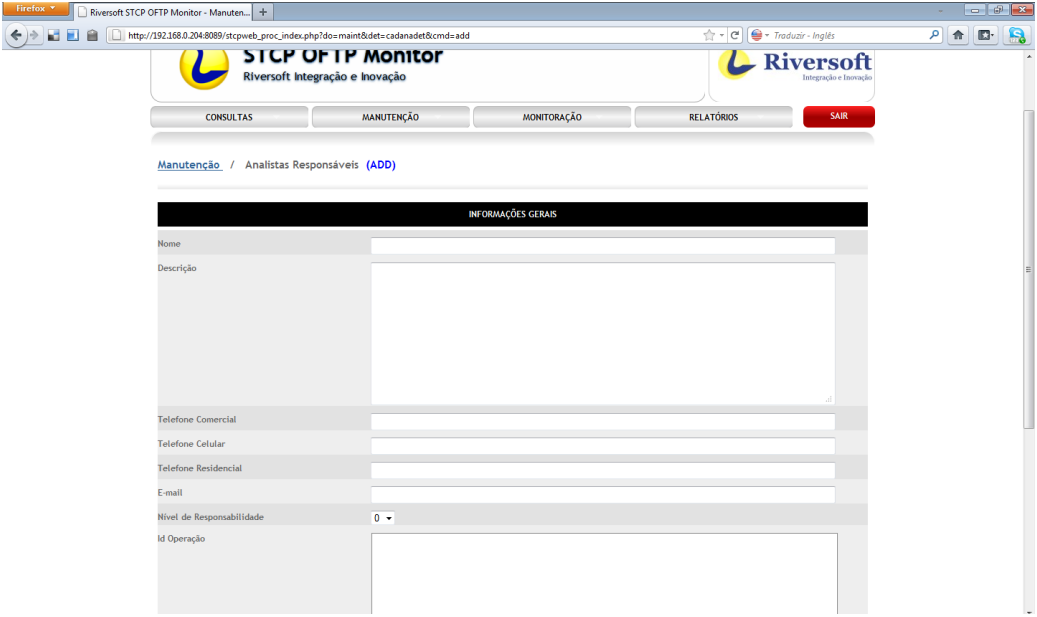 Firefox
Riversoft STCP OFTP Monitor - Manuten...
http://192.168.0.204:8089/stcpweb_proc_index.php?do=maint&det=cadanadet&cmd=add
Traduzir - Inglês
STCP OFTP Monitor
Riversoft Integração e Inovação
Riversoft
Integração e Inovação
CONSULTAS MANUTENÇÃO MONITORAÇÃO RELATÓRIOS SAIR
Manutenção / Analistas Responsáveis (ADD)
INFORMAÇÕES GERAIS
Nome
Descrição
Telefone Comercial
Telefone Celular
Telefone Residencial
E-mail
Nível de Responsabilidade 0
Id Operação